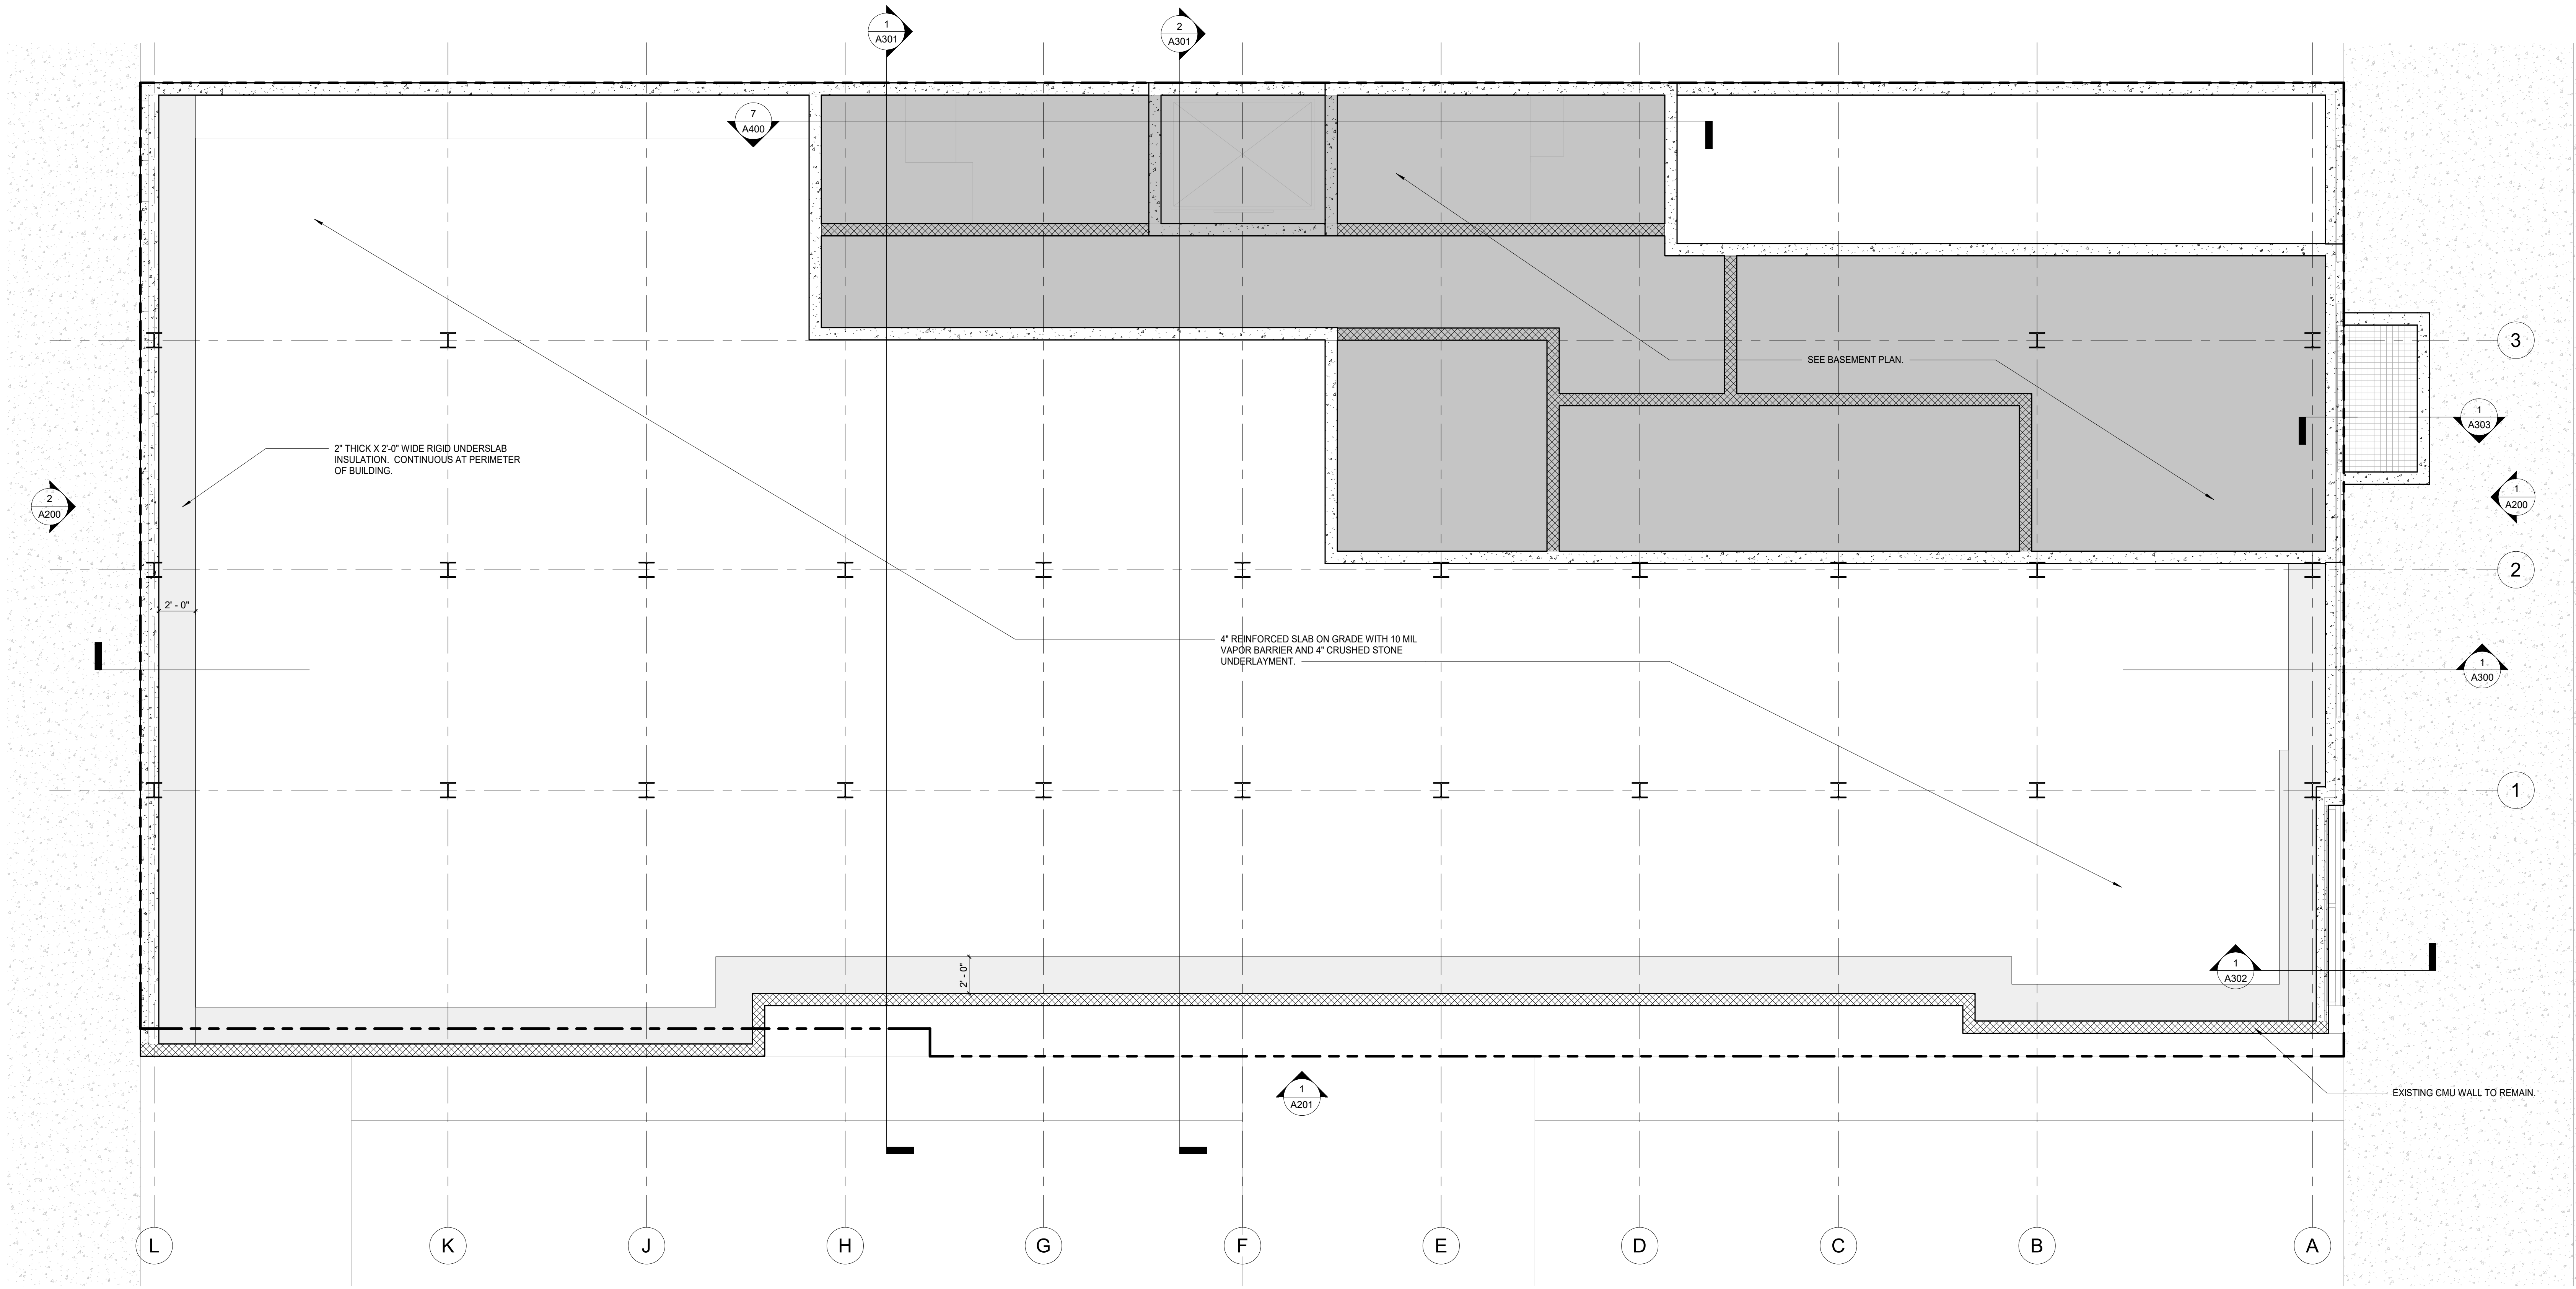 1
A301
2
A301
7
A400
3
SEE BASEMENT PLAN.
1
A303
2" THICK X 2'-0" WIDE RIGID UNDERSLAB
INSULATION. CONTINUOUS AT PERIMETER
OF BUILDING.
2
A200
1
A200
2
2' - 0"
4" REINFORCED SLAB ON GRADE WITH 10 MIL
VAPOR BARRIER AND 4" CRUSHED STONE
UNDERLAYMENT.
1
A300
1
2' - 0"
1
A302
1
A201
EXISTING CMU WALL TO REMAIN.
L
K
J
H
G
F
E
D
C
B
A